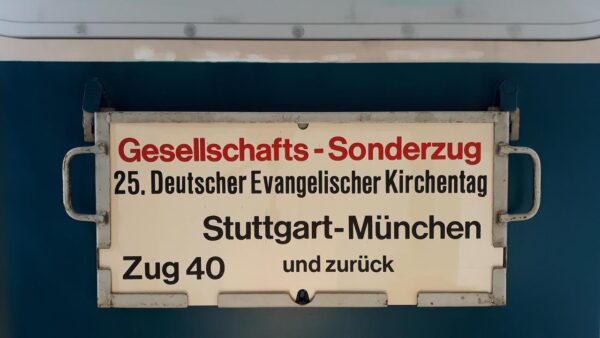 Gesellschafts-Sonderzug
25. Deutscher Evangelischer Kirchentag
Stuttgart-München
Zug 40 und zurück